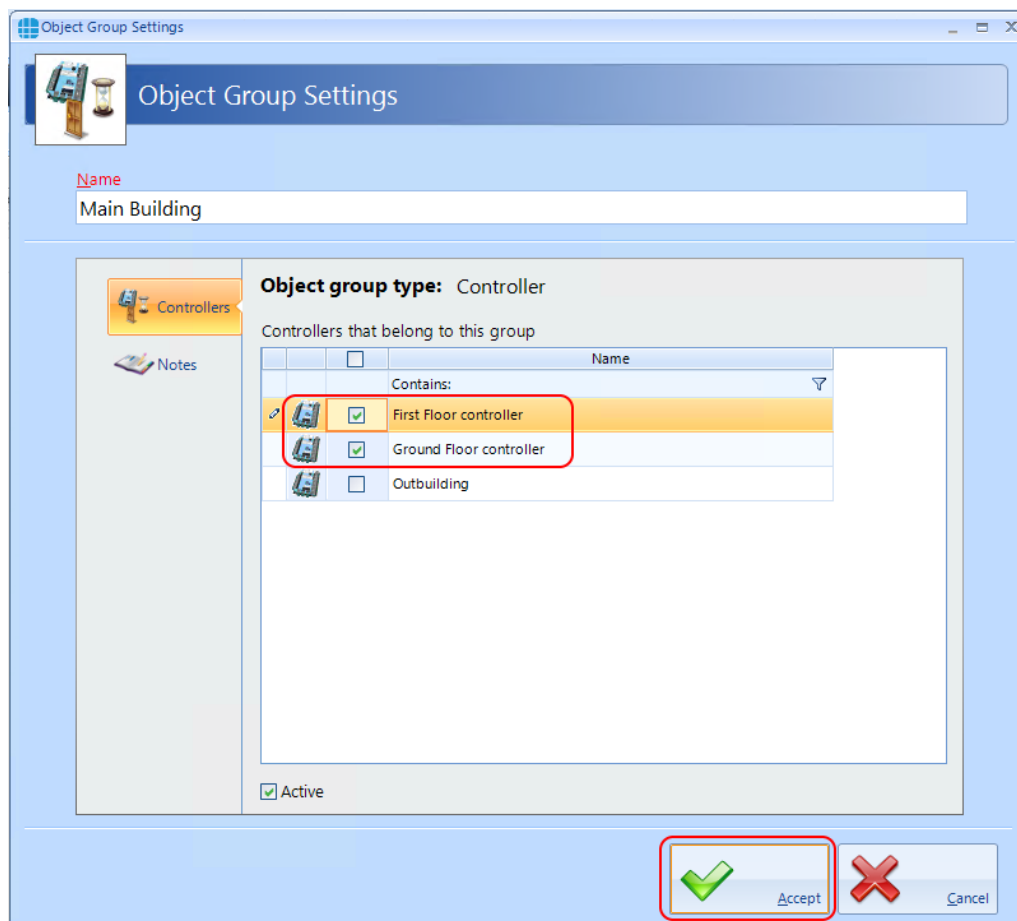 Object Group Settings
Object Group Settings
Name
Main Building
Controllers
Notes
Object group type: Controller
Controllers that belong to this group
Name
Contains:
First Floor controller
Ground Floor controller
Outbuilding
Active
Accept
Cancel